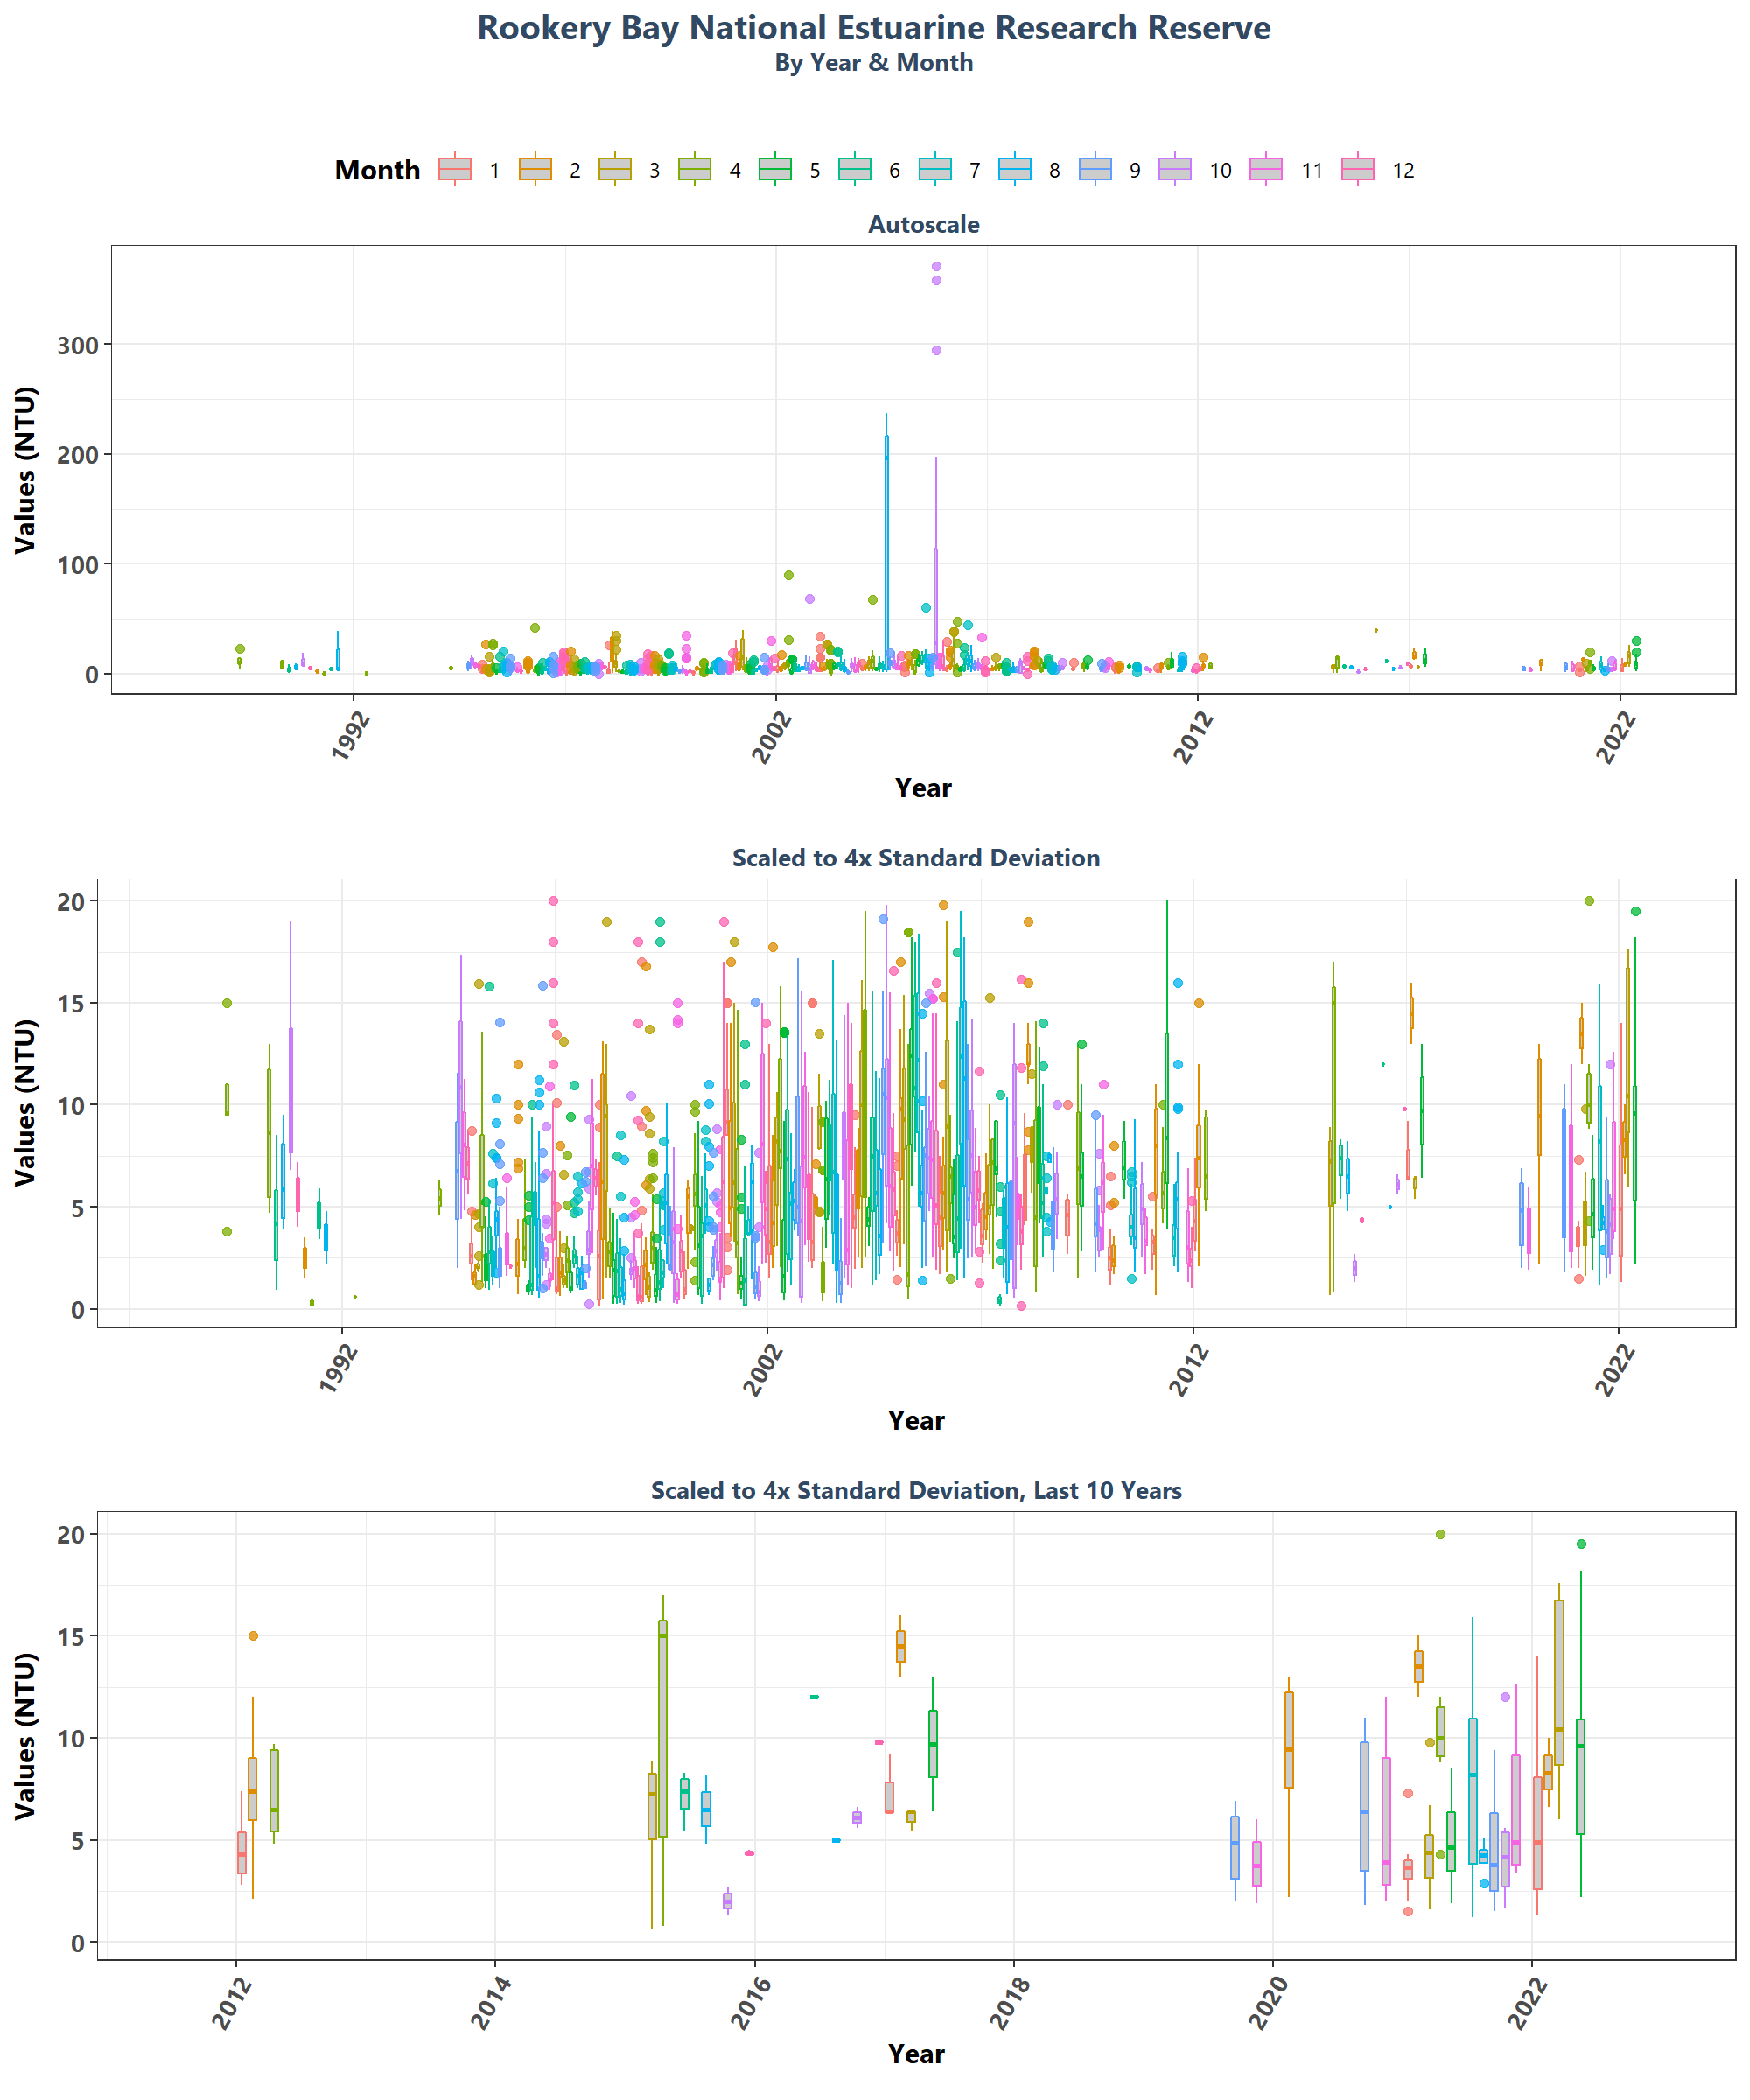 Rookery Bay National Estuarine Research Reserve
By Year & Month
Month 1 2 3 4 5 6 7 8 9 10 11 12
Autoscale
Values (NTU)
300
200
100
0
1992 2002 2012 2022
Year
Scaled to 4x Standard Deviation
Values (NTU)
20
15
10
5
0
1992 2002 2012 2022
Year
Scaled to 4x Standard Deviation, Last 10 Years
Values (NTU)
20
15
10
5
0
2012 2014 2016 2018 2020 2022
Year